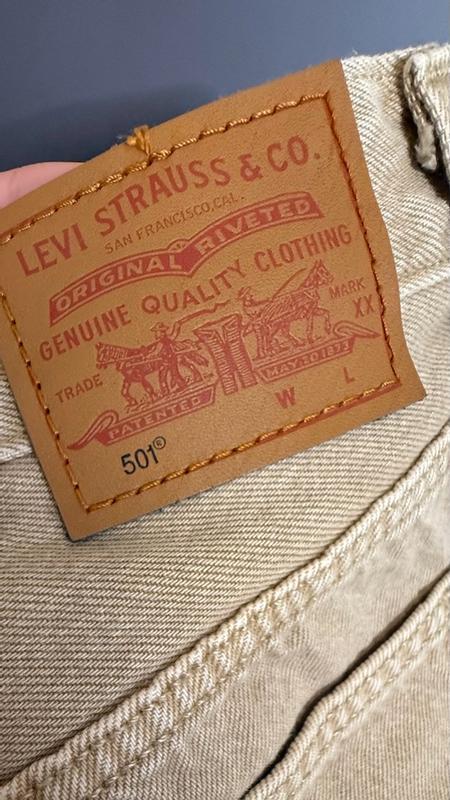 LEVI STRAUSS & CO.
SAN FRANCISCO, CAL.
ORIGINAL RIVETED
GENUINE QUALITY CLOTHING
TRADE MARK
XX
PATENTED MAY 20 1873
501® W L